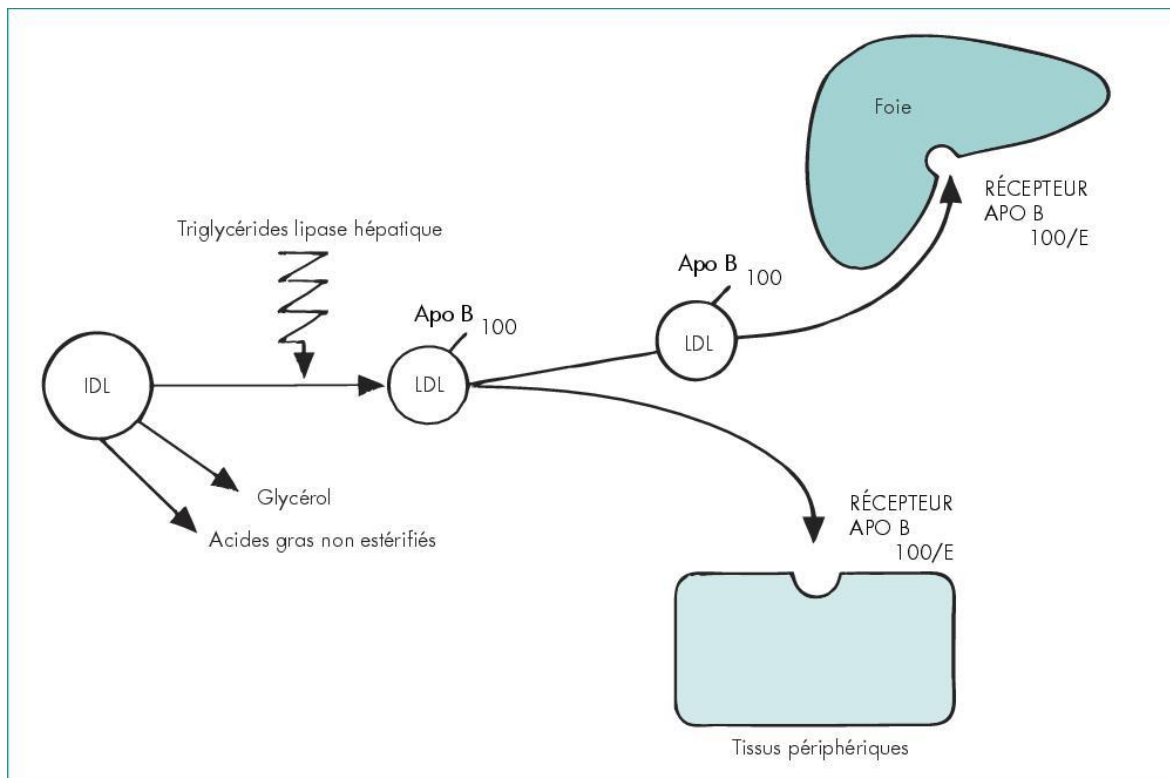 Foie
RÉCEPTEUR
APO B
100/E
Triglycérides lipase hépatique
Apo B
100
Apo B
100
IDL
LDL
LDL
Glycérol
Acides gras non estérifiés
RÉCEPTEUR
APO B
100/E
Tissus périphériques